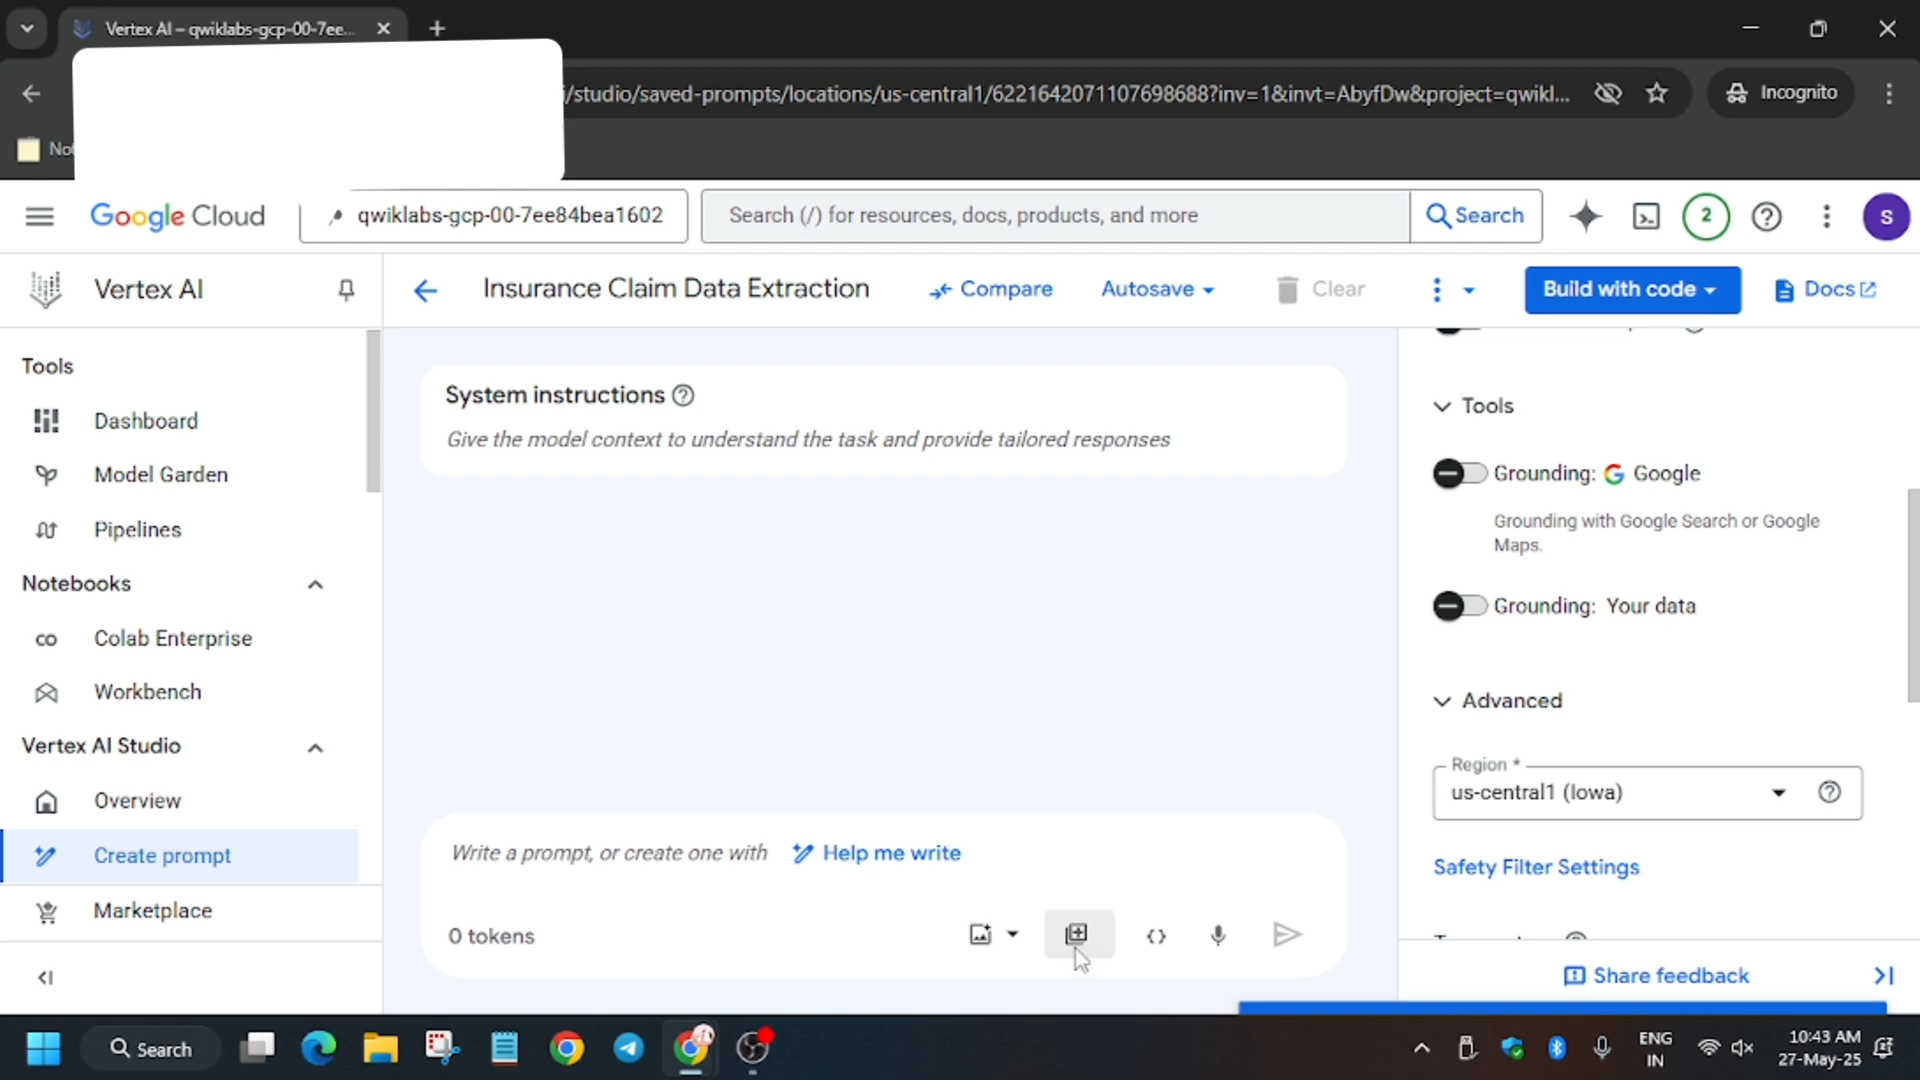 Vertex AI – qwiklabs-gcp-00-7ee...
i/studio/saved-prompts/locations/us-central1/6221642071107698688?inv=1&invt=AbyfDw&project=qwikl...
Incognito
Google Cloud
qwiklabs-gcp-00-7ee84bea1602
Search (/) for resources, docs, products, and more
Search
2
S
Vertex AI
Insurance Claim Data Extraction
Compare
Autosave
Clear
Build with code
Docs
Tools
Dashboard
Model Garden
Pipelines
Notebooks
Colab Enterprise
Workbench
Vertex AI Studio
Overview
Create prompt
Marketplace
System instructions
Give the model context to understand the task and provide tailored responses
Write a prompt, or create one with
Help me write
0 tokens
Tools
Grounding: G Google
Grounding with Google Search or Google
Maps.
Grounding: Your data
Advanced
Region *
us-central1 (Iowa)
Safety Filter Settings
Share feedback
Search
ENG
IN
10:43 AM
27-May-25